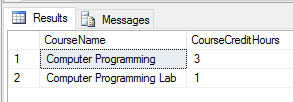 Results Messages
CourseName CourseCreditHours
1 Computer Programming 3
2 Computer Programming Lab 1